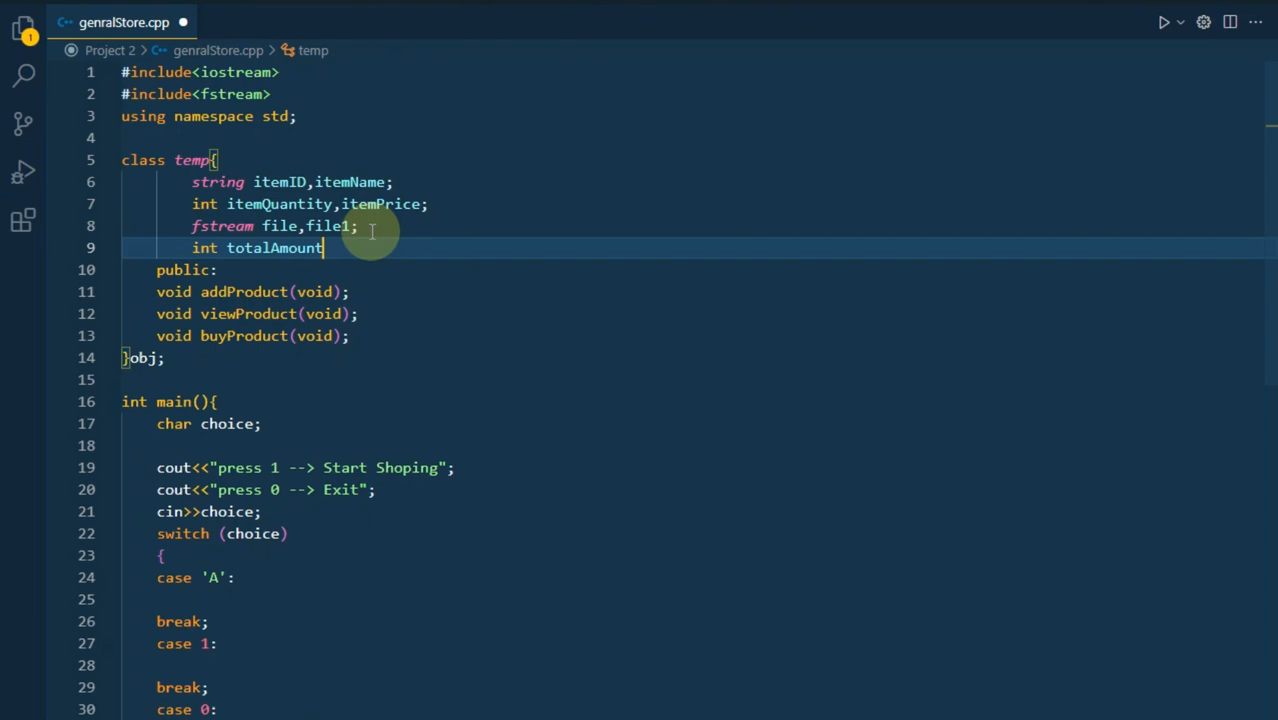 genralStore.cpp
1
Project 2 > genralStore.cpp > temp
1 #include<iostream>
2 #include<fstream>
3 using namespace std;
4
5 class temp{
6 string itemID,itemName;
7 int itemQuantity,itemPrice;
8 fstream file,file1;
9 int totalAmount
10 public:
11 void addProduct(void);
12 void viewProduct(void);
13 void buyProduct(void);
14 }obj;
15
16 int main(){
17 char choice;
18
19 cout<<"press 1 --> Start Shoping";
20 cout<<"press 0 --> Exit";
21 cin>>choice;
22 switch (choice)
23 {
24 case 'A':
25
26 break;
27 case 1:
28
29 break;
30 case 0: